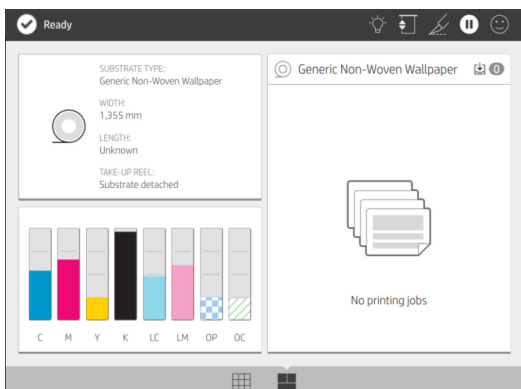 Ready
SUBSTRATE TYPE:
Generic Non-Woven Wallpaper
WIDTH:
1,355 mm
LENGTH:
Unknown
TAKE-UP REEL:
Substrate detached
Generic Non-Woven Wallpaper 0
No printing jobs
C M Y K LC LM OP OC